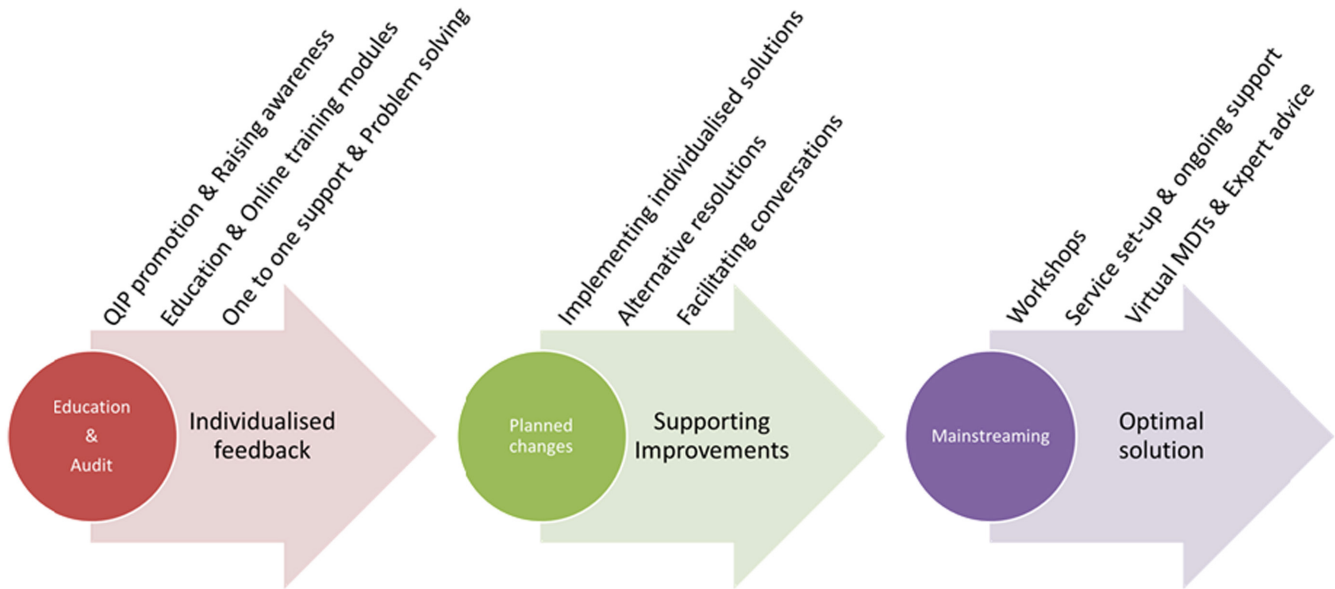 QIP promotion & Raising awareness
Education & Online training modules
One to one support & Problem solving
Education
&
Audit
Individualised
feedback
Implementing individualised solutions
Alternative resolutions
Facilitating conversations
Planned
changes
Supporting
Improvements
Workshops
Service set-up & ongoing support
Virtual MDTs & Expert advice
Mainstreaming
Optimal
solution